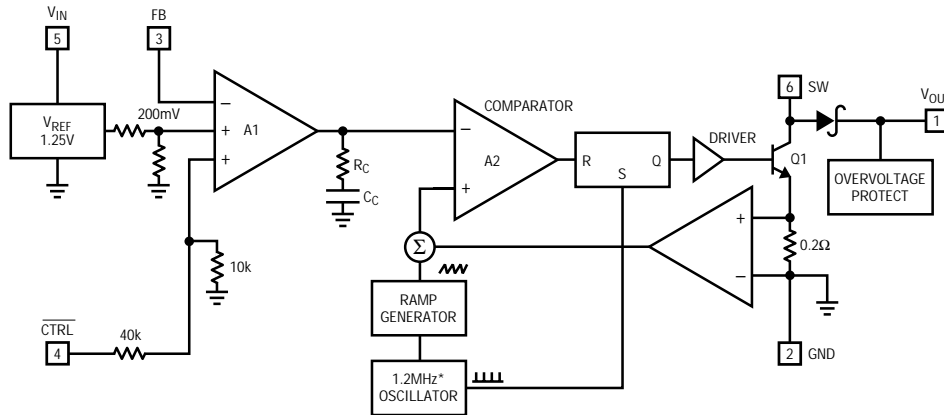 VIN
5
FB
3
VREF
1.25V
200mV
−
+
+
A1
RC
CC
10k
CTRL
4
40k
COMPARATOR
−
+
A2
Σ
RAMP
GENERATOR
1.2MHz*
OSCILLATOR
R
S
Q
DRIVER
6
SW
Q1
VOU
1
OVERVOLTAGE
PROTECT
+
−
0.2Ω
2
GND